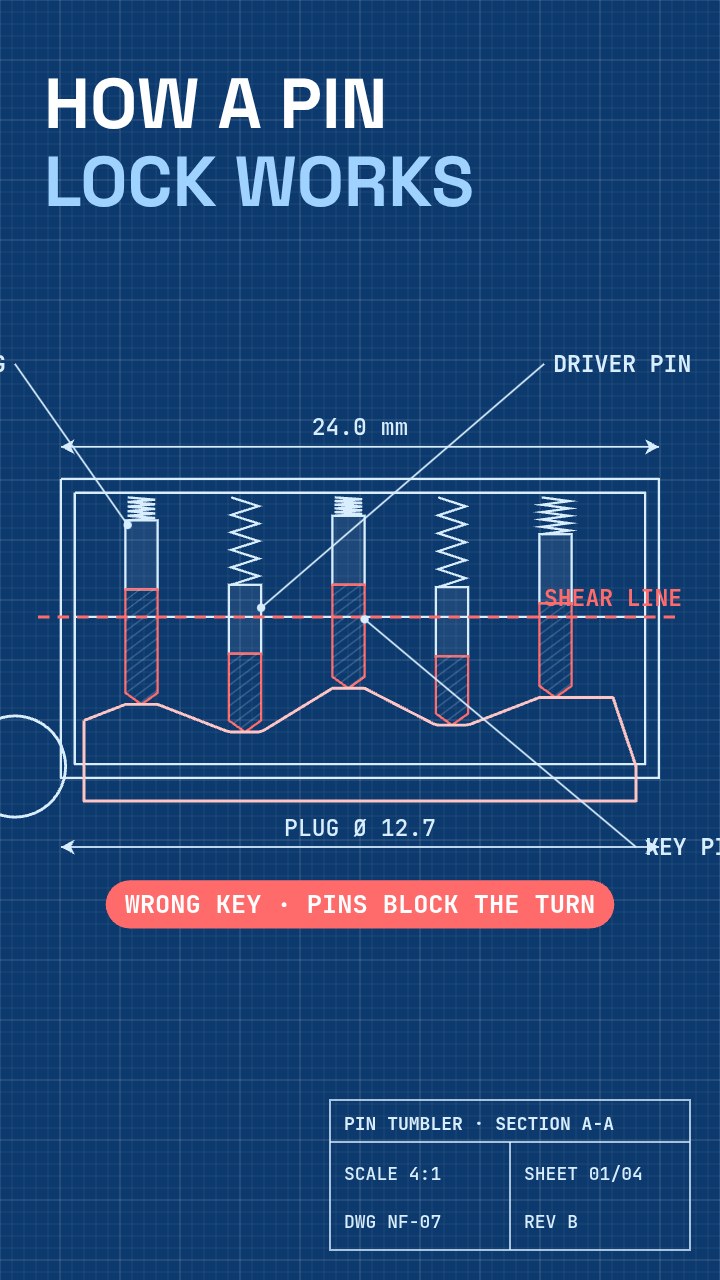 HOW A PIN
LOCK WORKS
DRIVER PIN
24.0 mm
SHEAR LINE
PLUG Ø 12.7
KEY
WRONG KEY · PINS BLOCK THE TURN
PIN TUMBLER · SECTION A-A
SCALE 4:1
SHEET 01/04
DWG NF-07
REV B